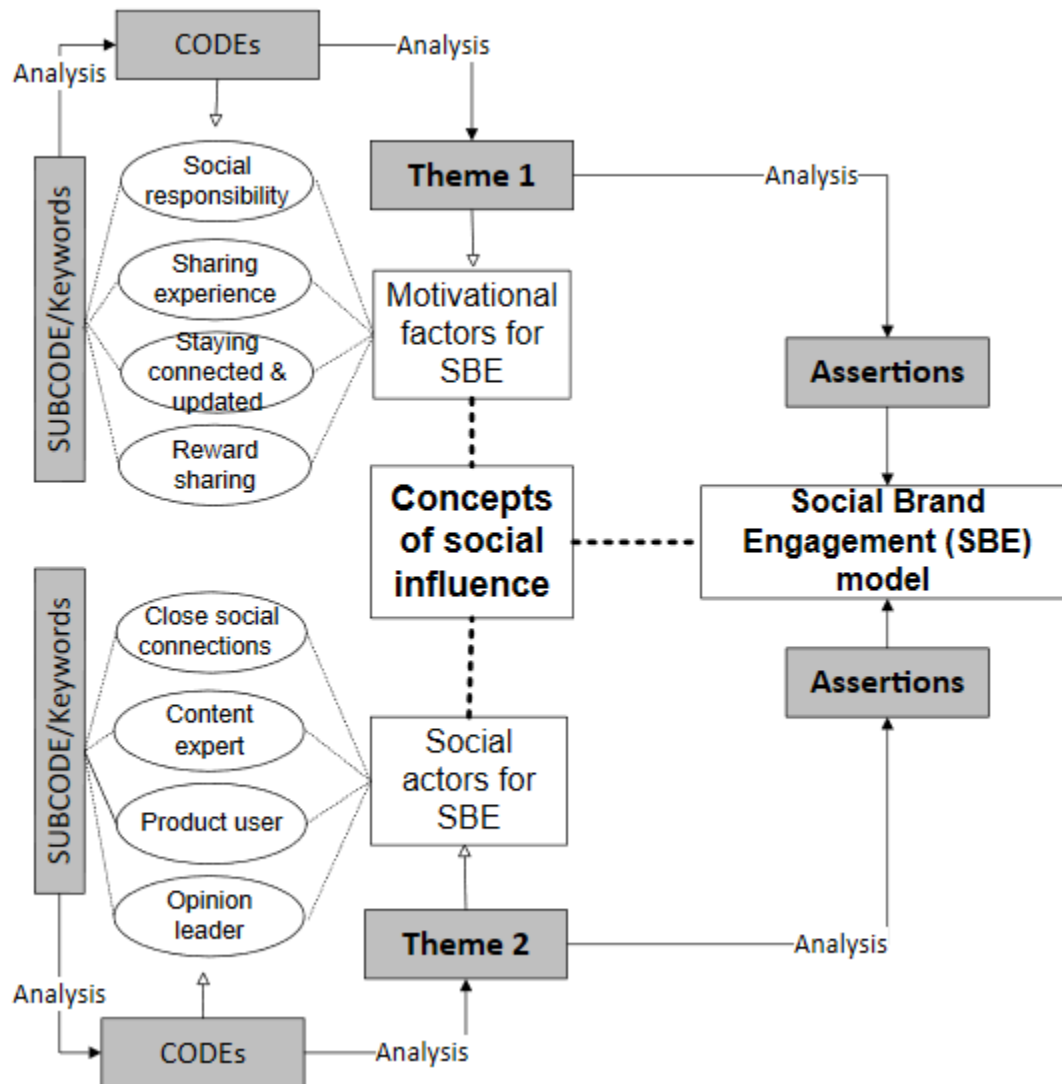 CODEs
Analysis
Analysis
SUBCODE/Keywords
Social
responsibility
Theme 1
Analysis
Sharing
experience
Motivational
factors for
SBE
Staying
connected &
updated
Assertions
Reward
sharing
Concepts
of social
influence
Social Brand
Engagement (SBE)
model
SUBCODE/Keywords
Close social
connections
Assertions
Content
expert
Social
actors for
SBE
Product user
Opinion
leader
Theme 2
Analysis
Analysis
CODEs
Analysis